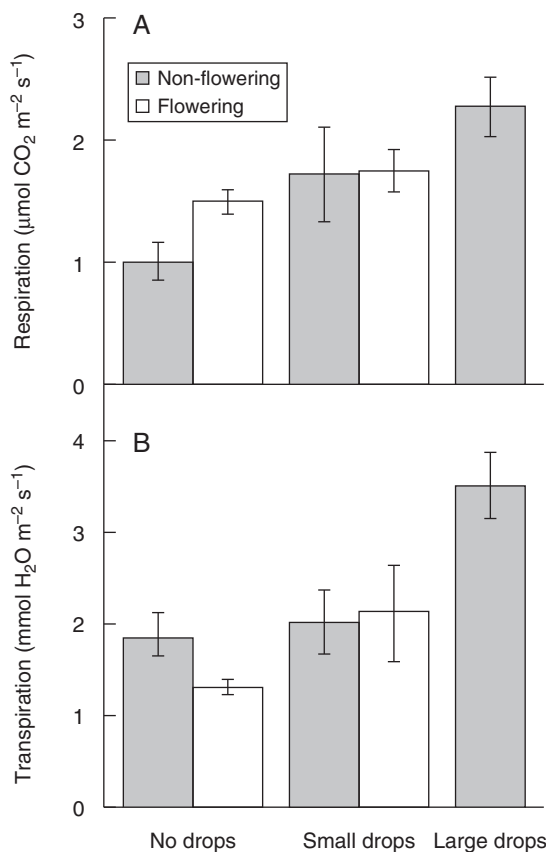 A
Non-flowering
Flowering
Respiration (μmol CO₂ m⁻² s⁻¹)
3
2
1
0
B
Transpiration (mmol H₂O m⁻² s⁻¹)
4
3
2
1
0
No drops Small drops Large drops